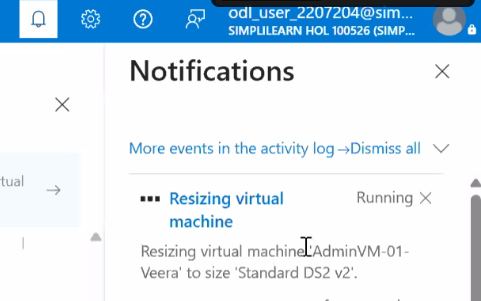 odl_user_2207204@sim...
SIMPLILEARN HOL 100526 (SIMP...
Notifications
More events in the activity log → Dismiss all
tual
Resizing virtual
machine
Running
Resizing virtual machine 'AdminVM-01-
Veera' to size 'Standard DS2 v2'.